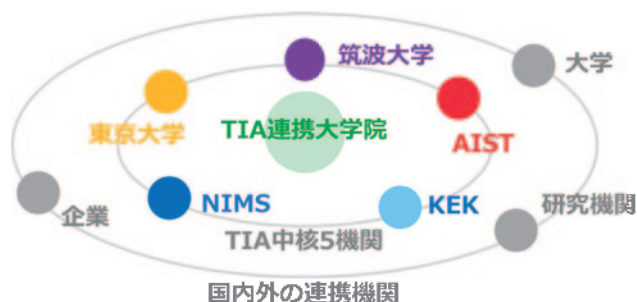 筑波大学
大学
東京大学
TIA連携大学院
AIST
企業
NIMS
KEK
研究機関
TIA中核5機関
国内外の連携機関